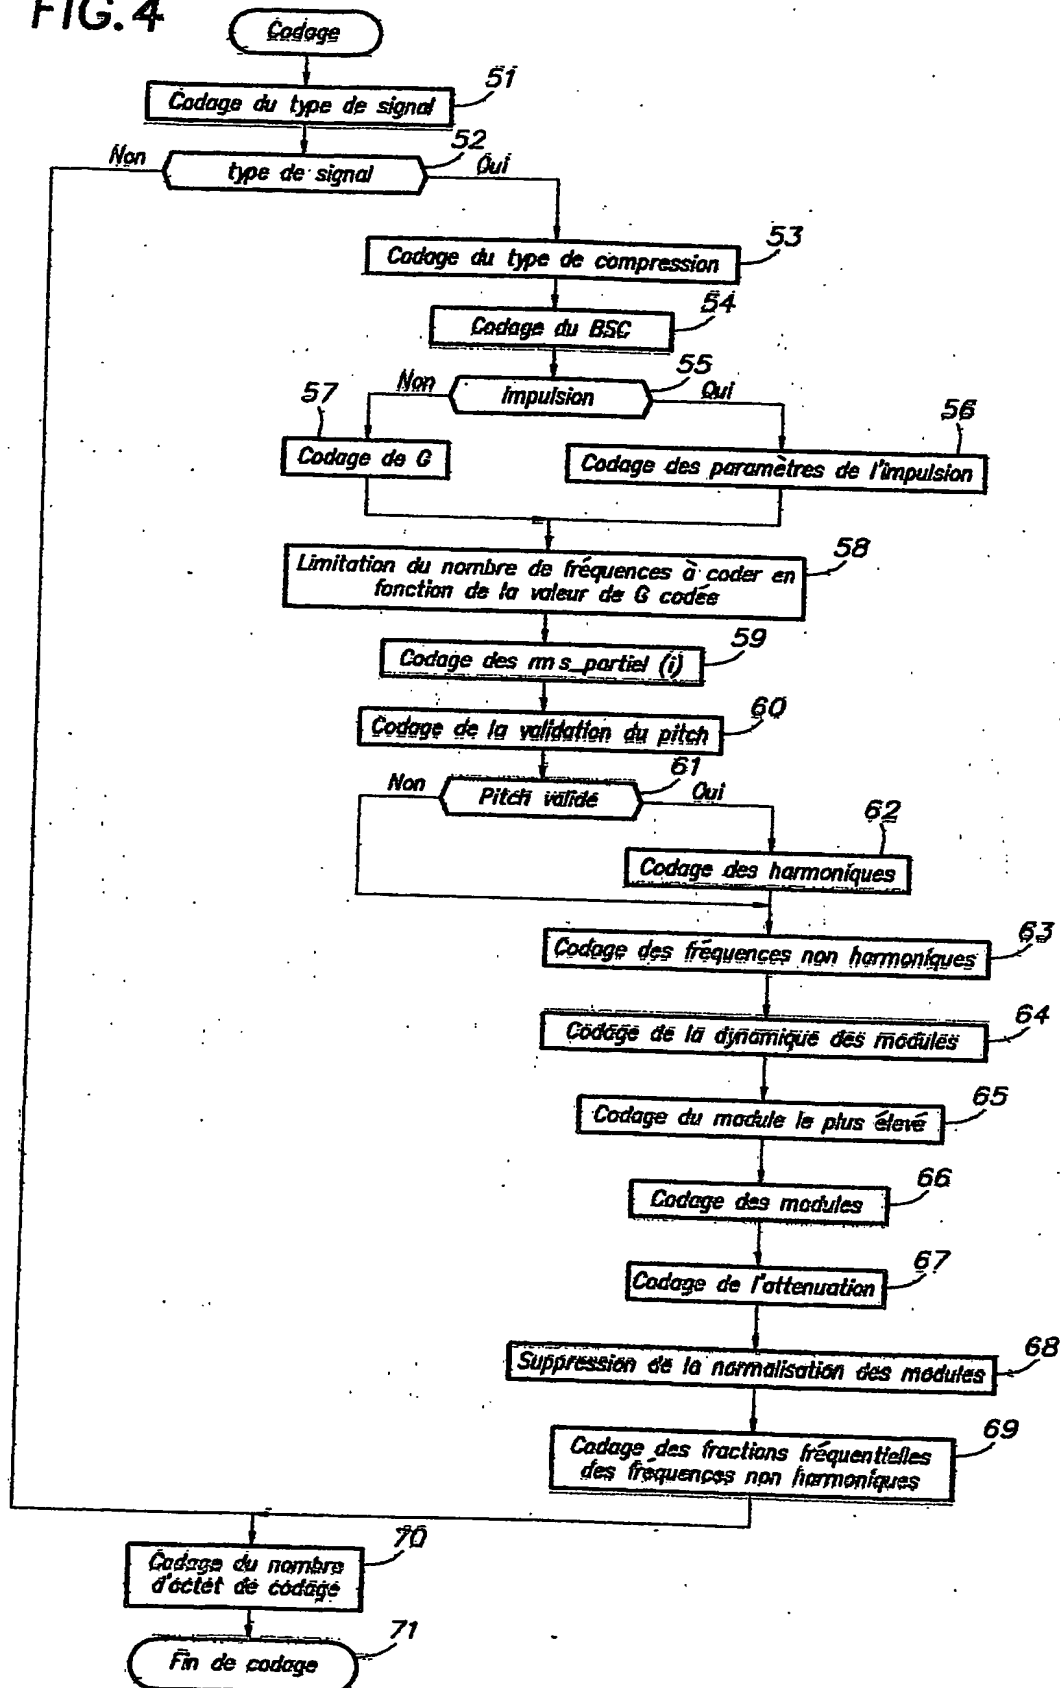 FIG. 4
Codage
51
Codage du type de signal
52
Non
type de signal
Oui
53
Codage du type de compression
54
Codage du BSC
55
Non
Impulsion
Oui
57
56
Codage de G
Codage des paramètres de l'impulsion
58
Limitation du nombre de fréquences à coder en
fonction de la valeur de G codée
59
Codage des rms_partiel (i)
60
Codage de la validation du pitch
61
Non
Pitch validé
Oui
62
Codage des harmoniques
63
Codage des fréquences non harmoniques
64
Codage de la dynamique des modules
65
Codage du module le plus élevé
66
Codage des modules
67
Codage de l'attenuation
68
Suppression de la normalisation des modules
69
Codage des fractions fréquentielles
des fréquences non harmoniques
70
Codage du nombre
d'octet de codage
71
Fin de codage